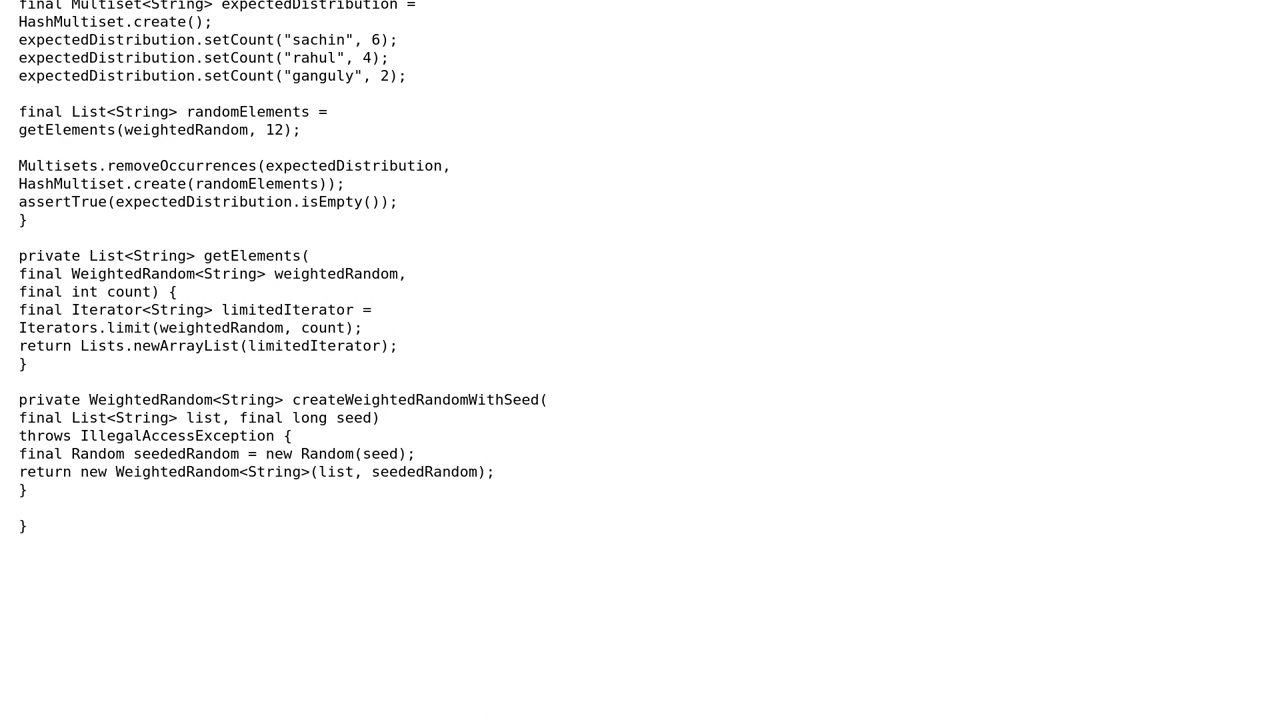 final Multiset<String> expectedDistribution =
HashMultiset.create();
expectedDistribution.setCount("sachin", 6);
expectedDistribution.setCount("rahul", 4);
expectedDistribution.setCount("ganguly", 2);

final List<String> randomElements =
getElements(weightedRandom, 12);

Multisets.removeOccurrences(expectedDistribution,
HashMultiset.create(randomElements));
assertTrue(expectedDistribution.isEmpty());
}

private List<String> getElements(
final WeightedRandom<String> weightedRandom,
final int count) {
final Iterator<String> limitedIterator =
Iterators.limit(weightedRandom, count);
return Lists.newArrayList(limitedIterator);
}

private WeightedRandom<String> createWeightedRandomWithSeed(
final List<String> list, final long seed)
throws IllegalAccessException {
final Random seededRandom = new Random(seed);
return new WeightedRandom<String>(list, seededRandom);
}

}